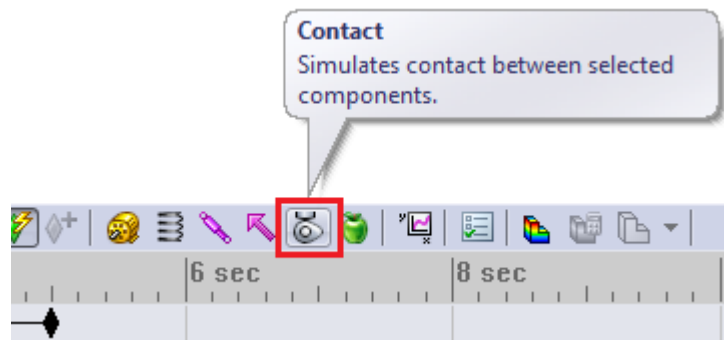 Contact
Simulates contact between selected
components.
6 sec
8 sec